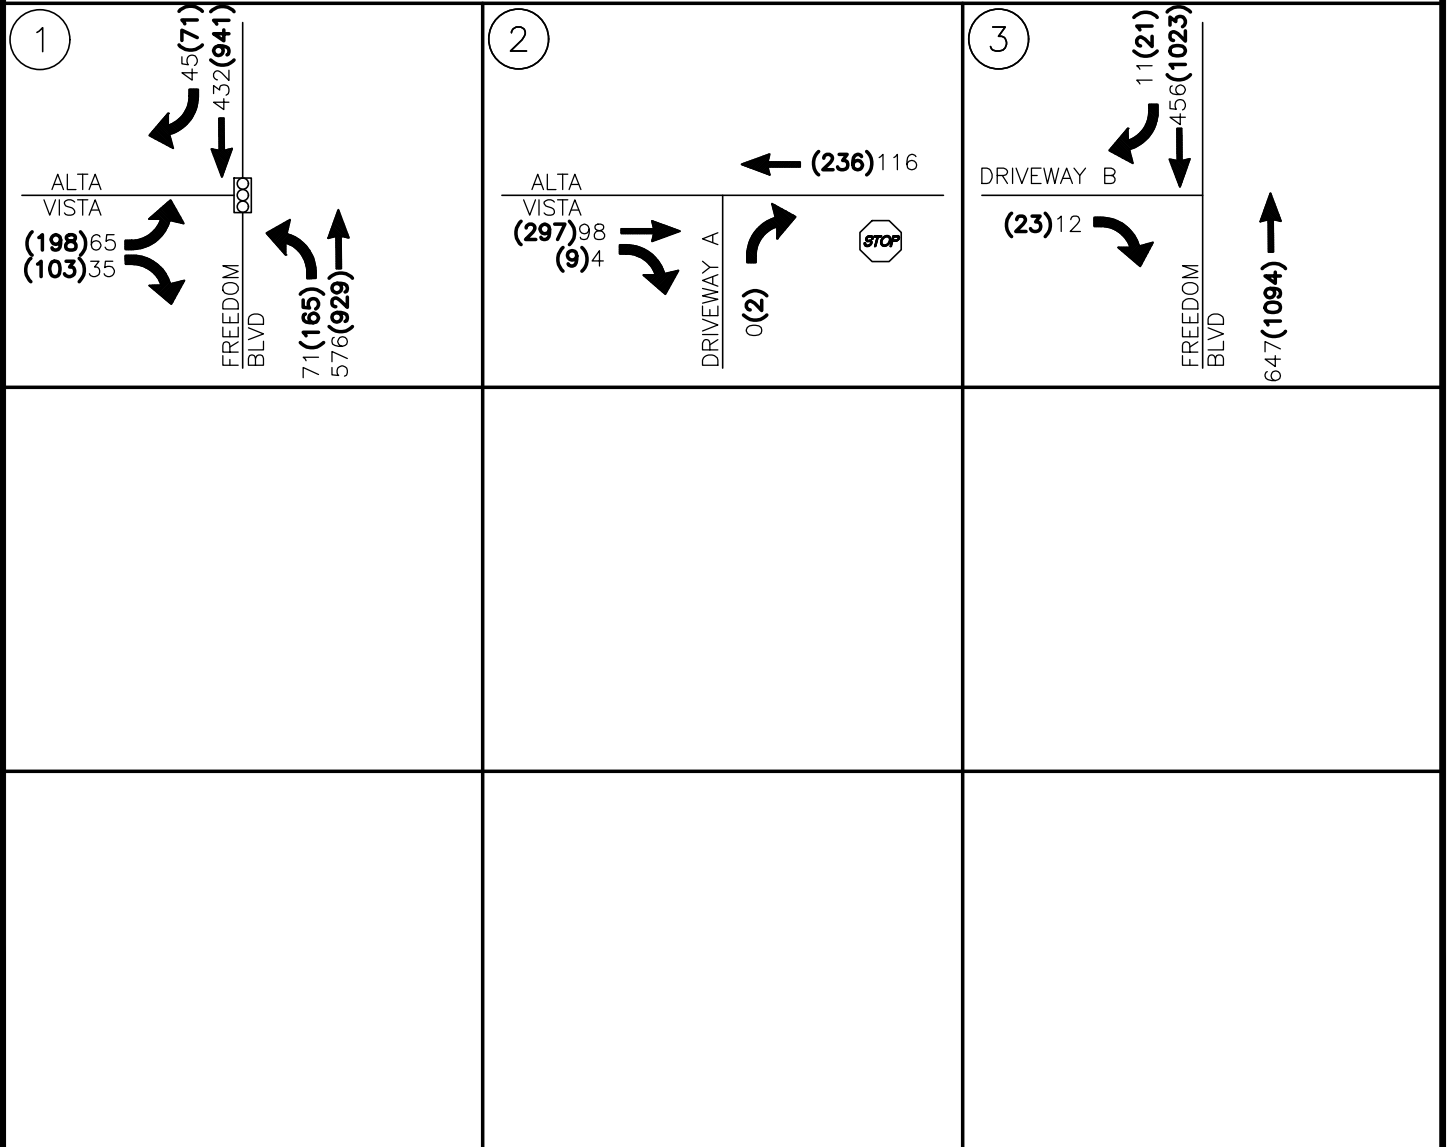 1
45(71)
432(941)
ALTA
VISTA
(198)65
(103)35
FREEDOM
BLVD
71(165)
576(929)
2
(236)116
ALTA
VISTA
(297)98
(9)4
DRIVEWAY A
0(2)
STOP
3
11(21)
456(1023)
DRIVEWAY B
(23)12
FREEDOM
BLVD
647(1094)